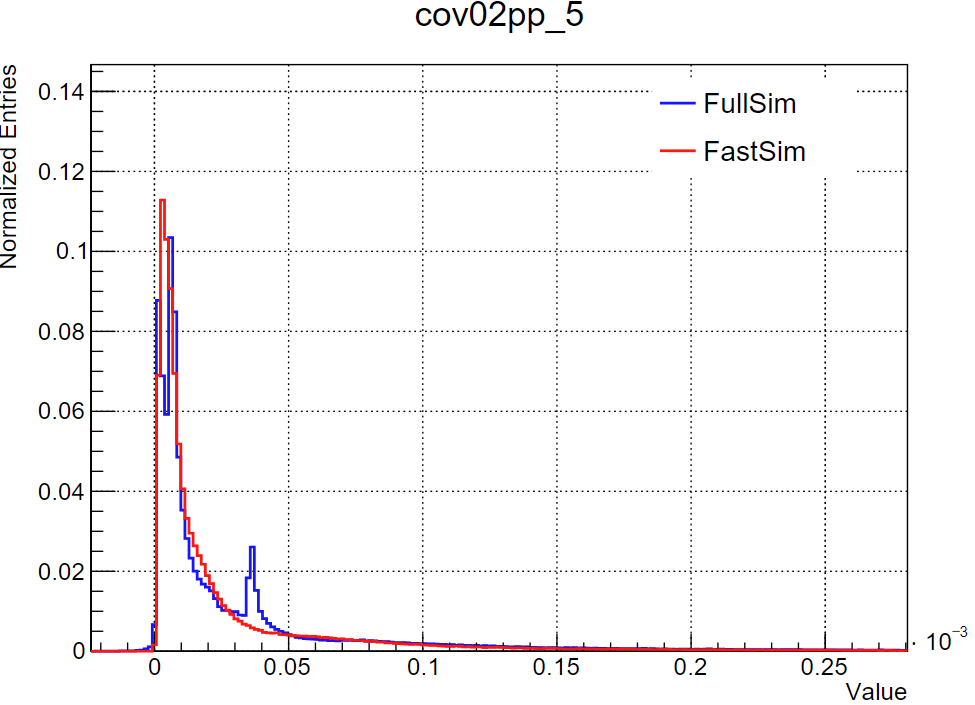 cov02pp_5
Normalized Entries
0.14
0.12
0.1
0.08
0.06
0.04
0.02
0
FullSim
FastSim
0 0.05 0.1 0.15 0.2 0.25
· 10⁻³
Value